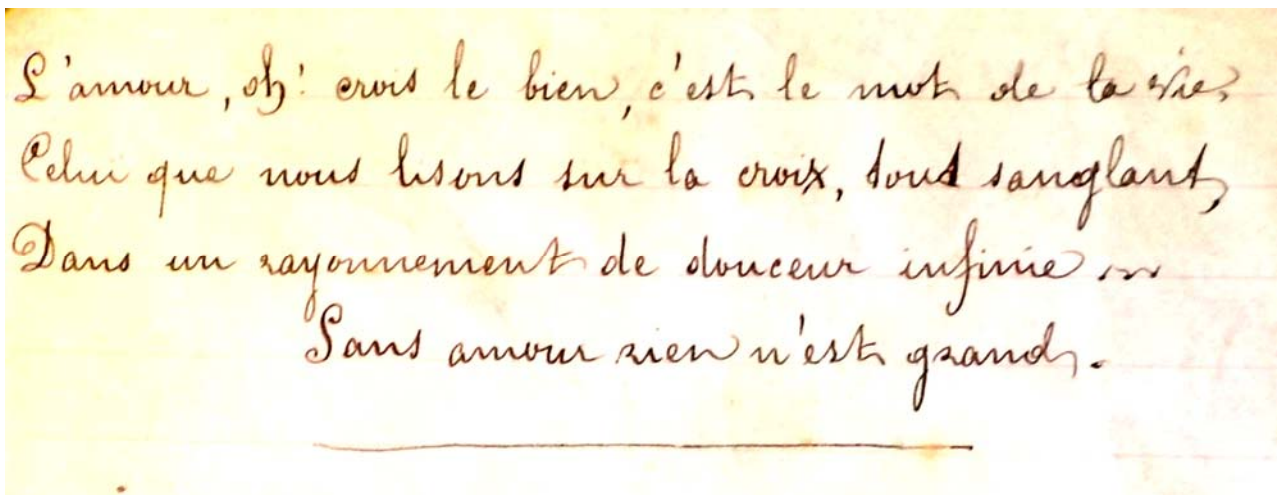 L'amour, oh! crois le bien, c'est le mot de la vie,
Celui que nous lisons sur la croix, tout sanglant,
Dans un rayonnement de douceur infinie ...
Sans amour rien n'est grand.